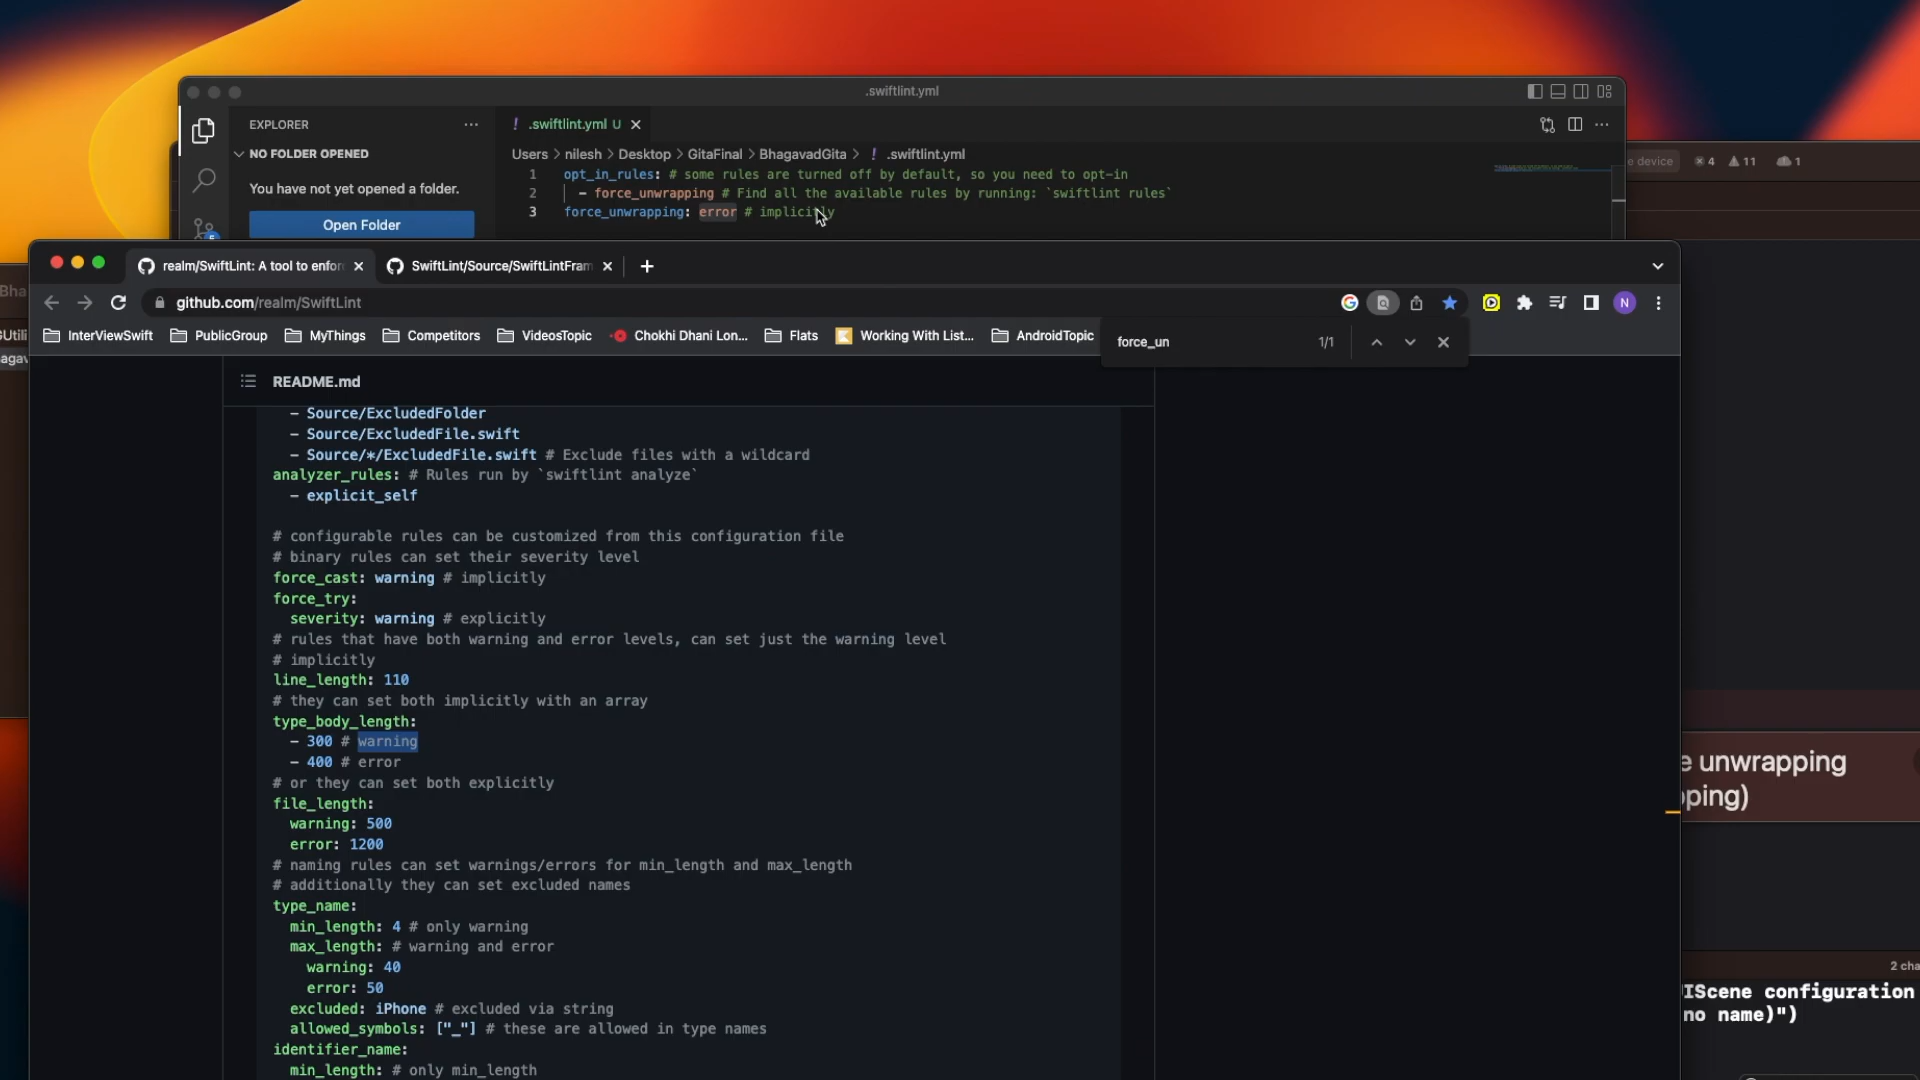 .swiftlint.yml
EXPLORER
.swiftlint.yml U
NO FOLDER OPENED
Users > nilesh > Desktop > GitaFinal > BhagavadGita > ! .swiftlint.yml
You have not yet opened a folder.
Open Folder
1 opt_in_rules: # some rules are turned off by default, so you need to opt-in
2 - force_unwrapping # Find all the available rules by running: `swiftlint rules`
3 force_unwrapping: error # implicitly
e device 4 11 1
realm/SwiftLint: A tool to enfor
SwiftLint/Source/SwiftLintFram
github.com/realm/SwiftLint
N
InterViewSwift PublicGroup MyThings Competitors VideosTopic Chokhi Dhani Lon... Flats Working With List... AndroidTopic
force_un 1/1
README.md
- Source/ExcludedFolder
- Source/ExcludedFile.swift
- Source/*/ExcludedFile.swift # Exclude files with a wildcard
analyzer_rules: # Rules run by `swiftlint analyze`
- explicit_self
# configurable rules can be customized from this configuration file
# binary rules can set their severity level
force_cast: warning # implicitly
force_try:
severity: warning # explicitly
# rules that have both warning and error levels, can set just the warning level
# implicitly
line_length: 110
# they can set both implicitly with an array
type_body_length:
- 300 # warning
- 400 # error
# or they can set both explicitly
file_length:
warning: 500
error: 1200
# naming rules can set warnings/errors for min_length and max_length
# additionally they can set excluded names
type_name:
min_length: 4 # only warning
max_length: # warning and error
warning: 40
error: 50
excluded: iPhone # excluded via string
allowed_symbols: ["_"] # these are allowed in type names
identifier_name:
min_length: # only min_length
Bha
GUtili
agav
e unwrapping
pping)
2 cha
IScene configuration
no name)")